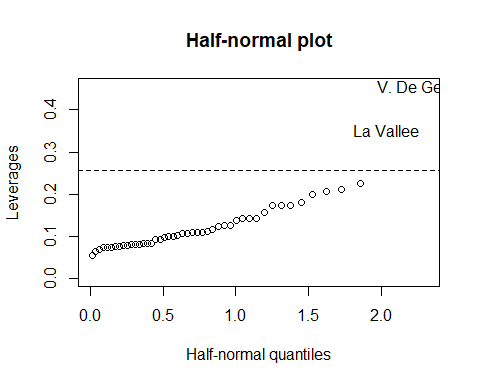 Half-normal plot
V. De Ge
La Vallee
Leverages
0.0 0.1 0.2 0.3 0.4
0.0 0.5 1.0 1.5 2.0
Half-normal quantiles